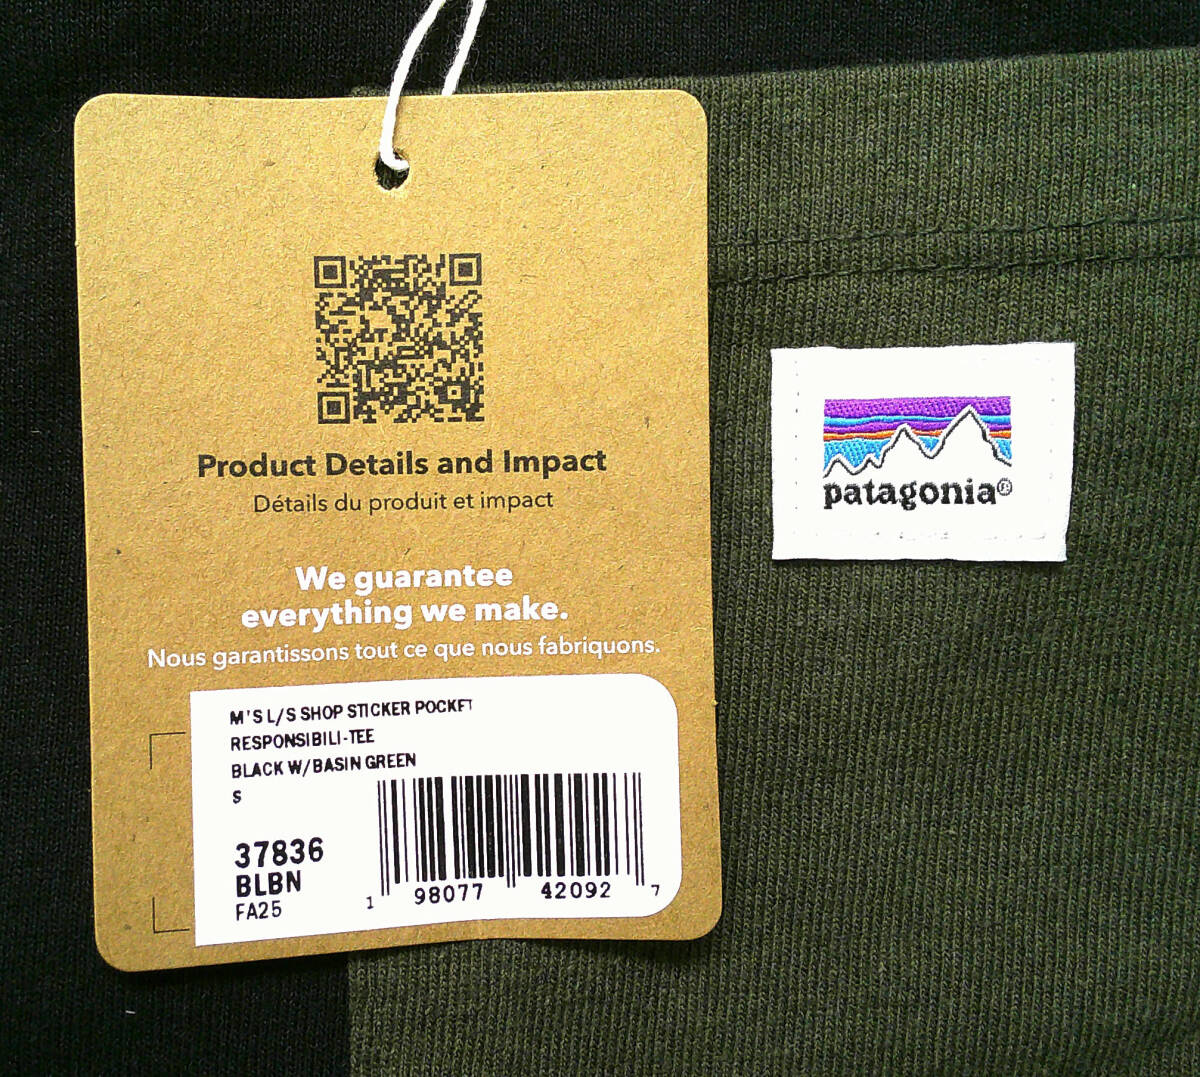 Product Details and Impact
Détails du produit et impact
We guarantee
everything we make.
Nous garantissons tout ce que nous fabriquons.
M'S L/S SHOP STICKER POCKET
RESPONSIBILI-TEE
BLACK W/BASIN GREEN
S
37836
BLBN
FA25
1 98077 42092 7
patagonia®